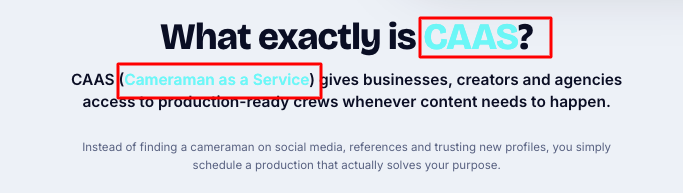 What exactly is CAAS?
CAAS (Cameraman as a Service) gives businesses, creators and agencies
access to production-ready crews whenever content needs to happen.
Instead of finding a cameraman on social media, references and trusting new profiles, you simply
schedule a production that actually solves your purpose.